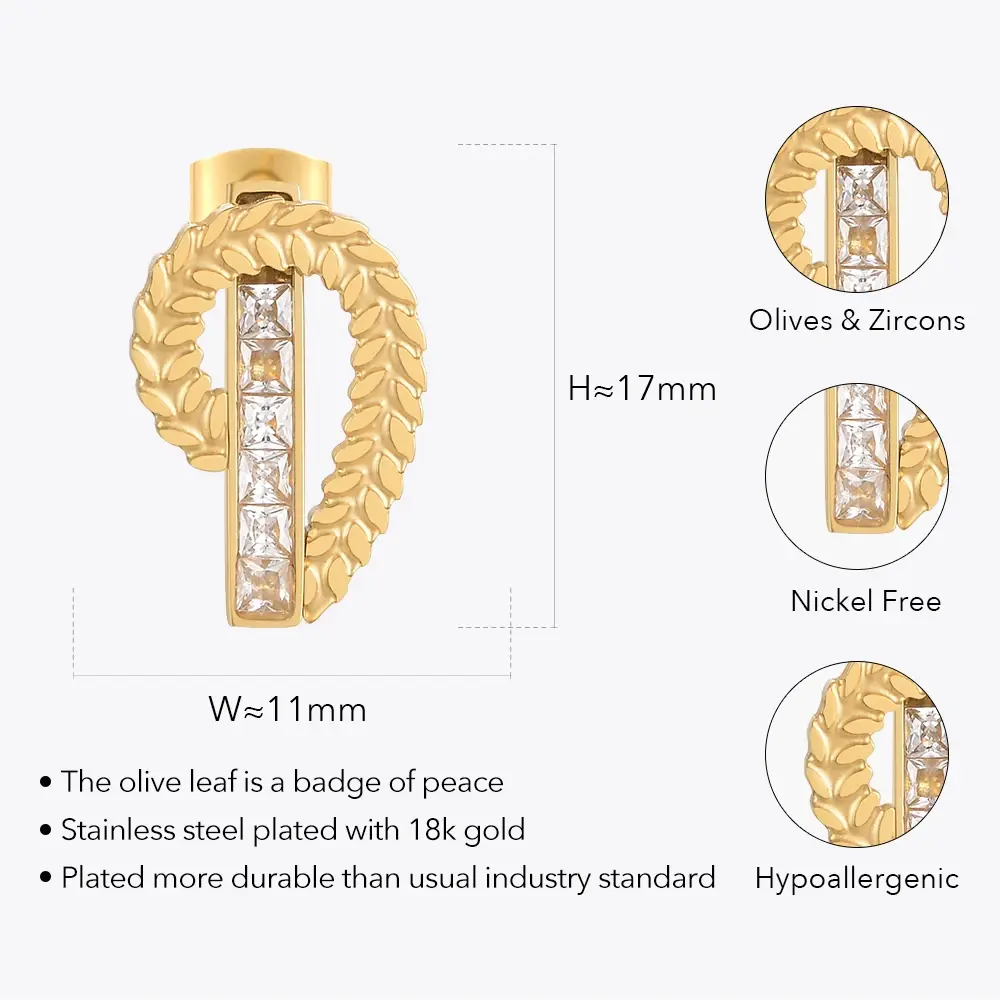 Olives & Zircons
H≈17mm
Nickel Free
W≈11mm
• The olive leaf is a badge of peace
• Stainless steel plated with 18k gold
• Plated more durable than usual industry standard
Hypoallergenic